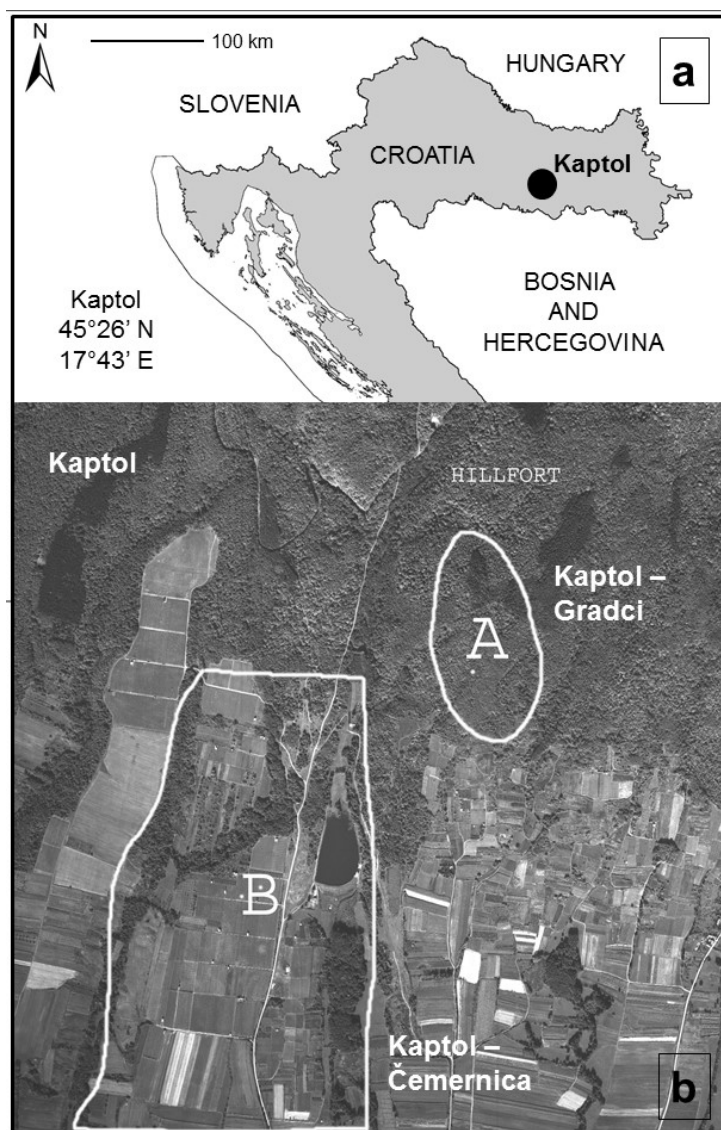 N
100 km
HUNGARY
a
SLOVENIA
CROATIA
Kaptol
BOSNIA
AND
HERCEGOVINA
Kaptol
45°26’ N
17°43’ E
Kaptol
HILLFORT
Kaptol –
Gradci
A
B
Kaptol –
Čemernica
b